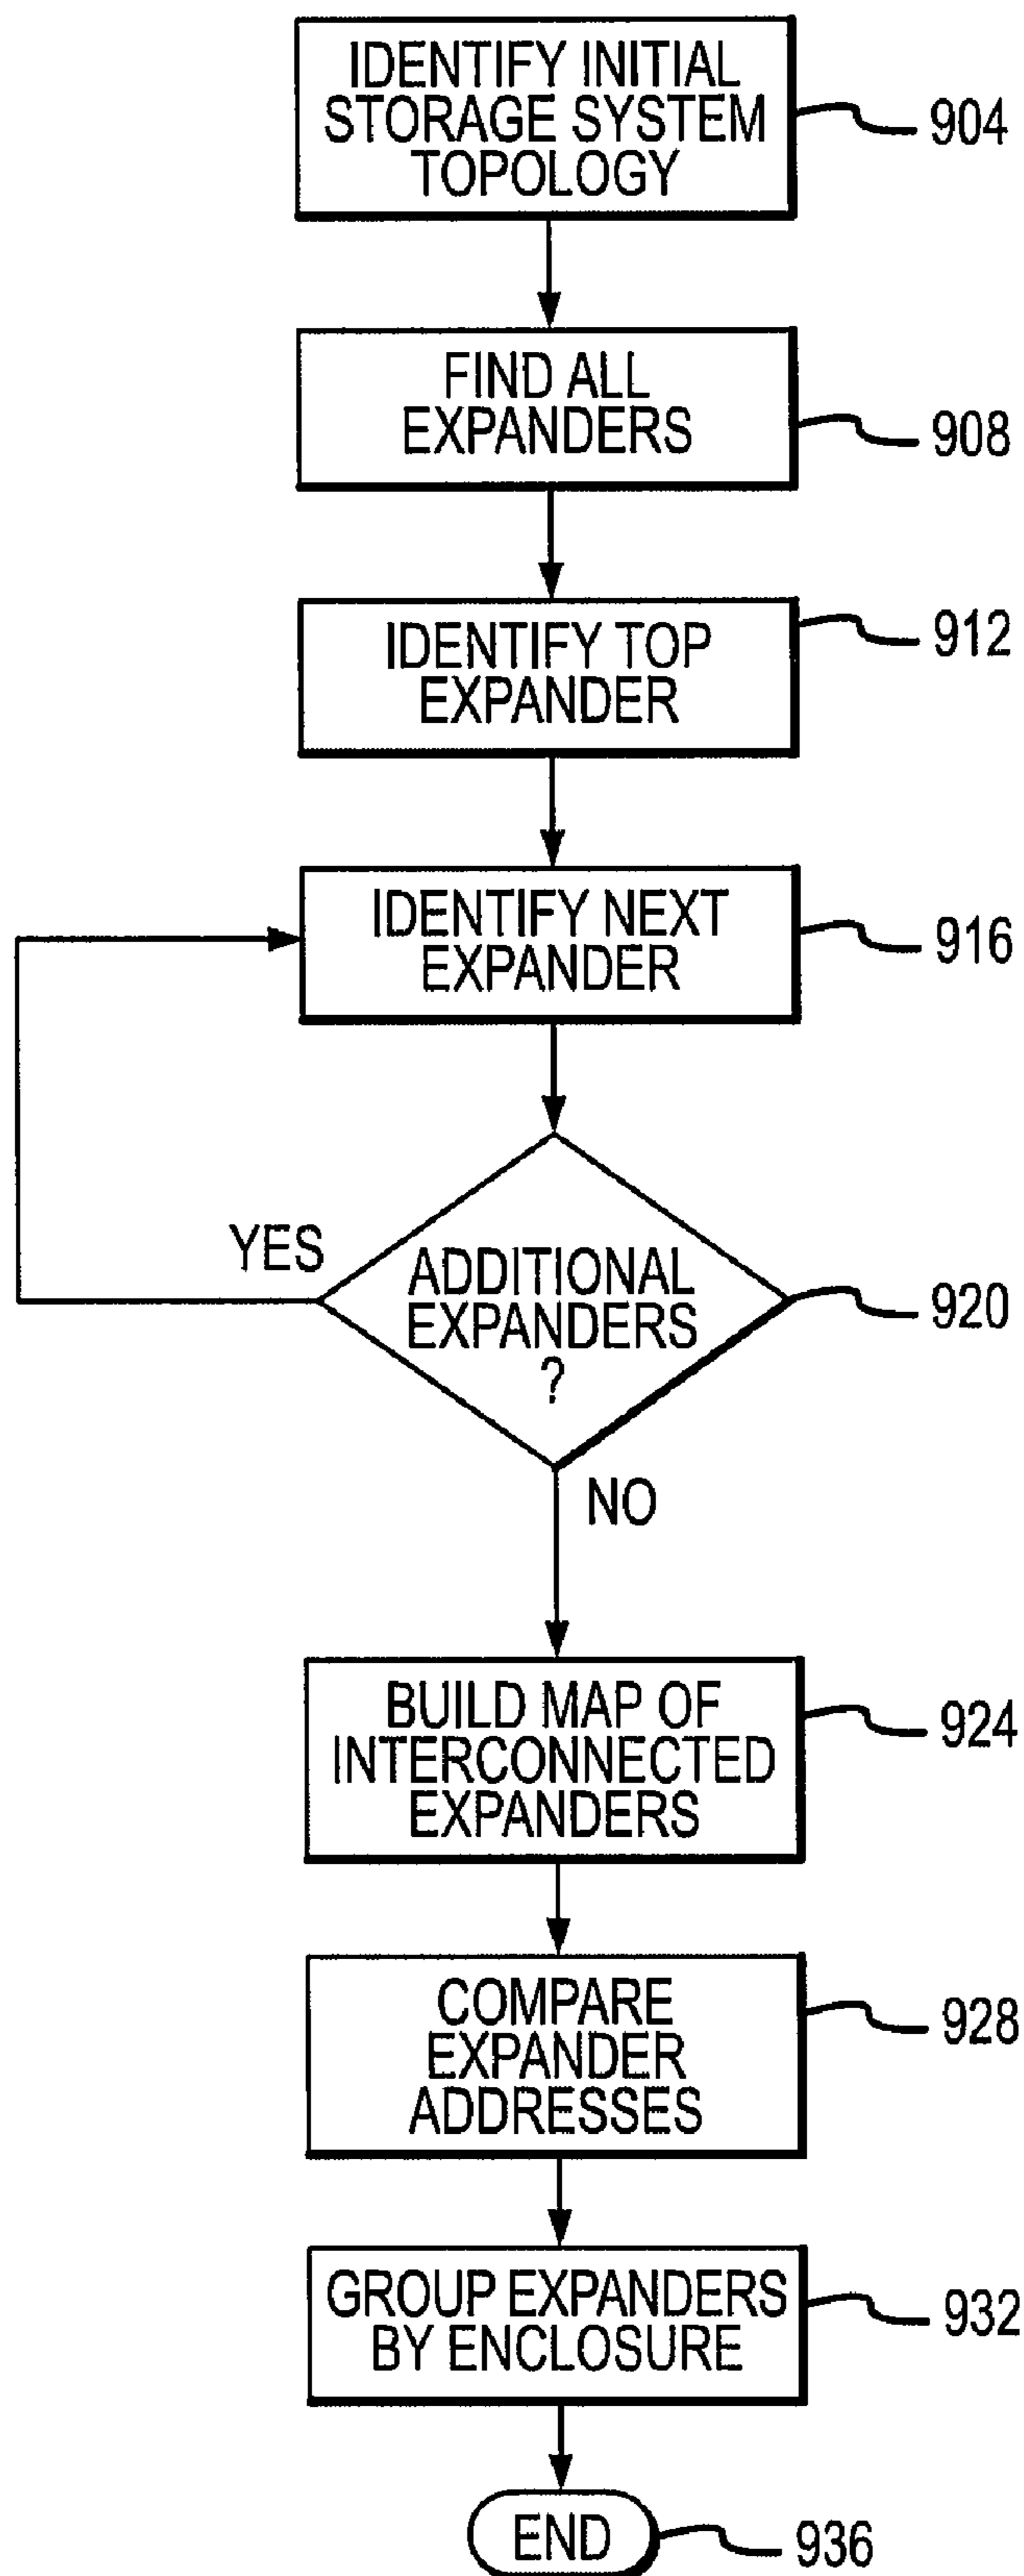 IDENTIFY INITIAL
STORAGE SYSTEM
TOPOLOGY
904
FIND ALL
EXPANDERS
908
IDENTIFY TOP
EXPANDER
912
IDENTIFY NEXT
EXPANDER
916
YES
ADDITIONAL
EXPANDERS
?
920
NO
BUILD MAP OF
INTERCONNECTED
EXPANDERS
924
COMPARE
EXPANDER
ADDRESSES
928
GROUP EXPANDERS
BY ENCLOSURE
932
END
936